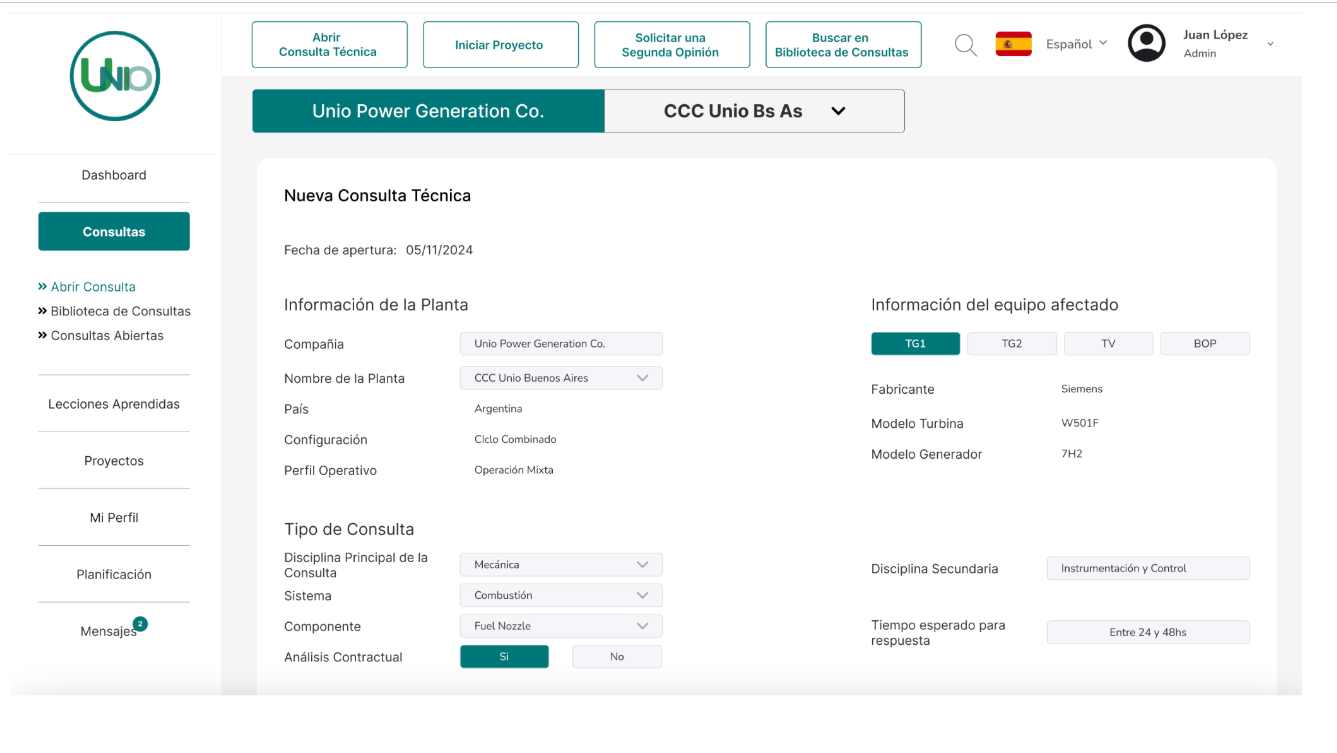 UNIO
Abrir
Consulta Técnica
Iniciar Proyecto
Solicitar una
Segunda Opinión
Buscar en
Biblioteca de Consultas
Español
Juan López
Admin
Unio Power Generation Co.
CCC Unio Bs As
Dashboard
Consultas
» Abrir Consulta
» Biblioteca de Consultas
» Consultas Abiertas
Lecciones Aprendidas
Proyectos
Mi Perfil
Planificación
Mensajes 2
Nueva Consulta Técnica
Fecha de apertura: 05/11/2024
Información de la Planta
Compañia Unio Power Generation Co.
Nombre de la Planta CCC Unio Buenos Aires
País Argentina
Configuración CIclo Combinado
Perfil Operativo Operación Mixta
Información del equipo afectado
TG1 TG2 TV BOP
Fabricante Siemens
Modelo Turbina W501F
Modelo Generador 7H2
Tipo de Consulta
Disciplina Principal de la
Consulta
Mecánica
Sistema Combustión
Componente Fuel Nozzle
Análisis Contractual Si No
Disciplina Secundaria Instrumentación y Control
Tiempo esperado para
respuesta
Entre 24 y 48hs